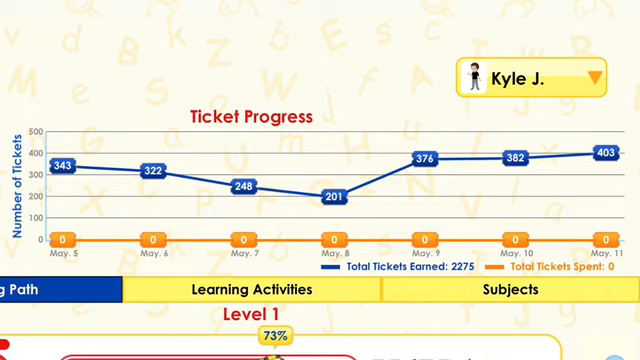 Kyle J.
Ticket Progress
Number of Tickets
500
400
300
200
100
0
343 322 248 201 376 382 403
0 0 0 0 0 0 0
May. 5 May. 6 May. 7 May. 8 May. 9 May. 10 May. 11
Total Tickets Earned: 2275 Total Tickets Spent: 0
Path Learning Activities Subjects
Level 1
73%